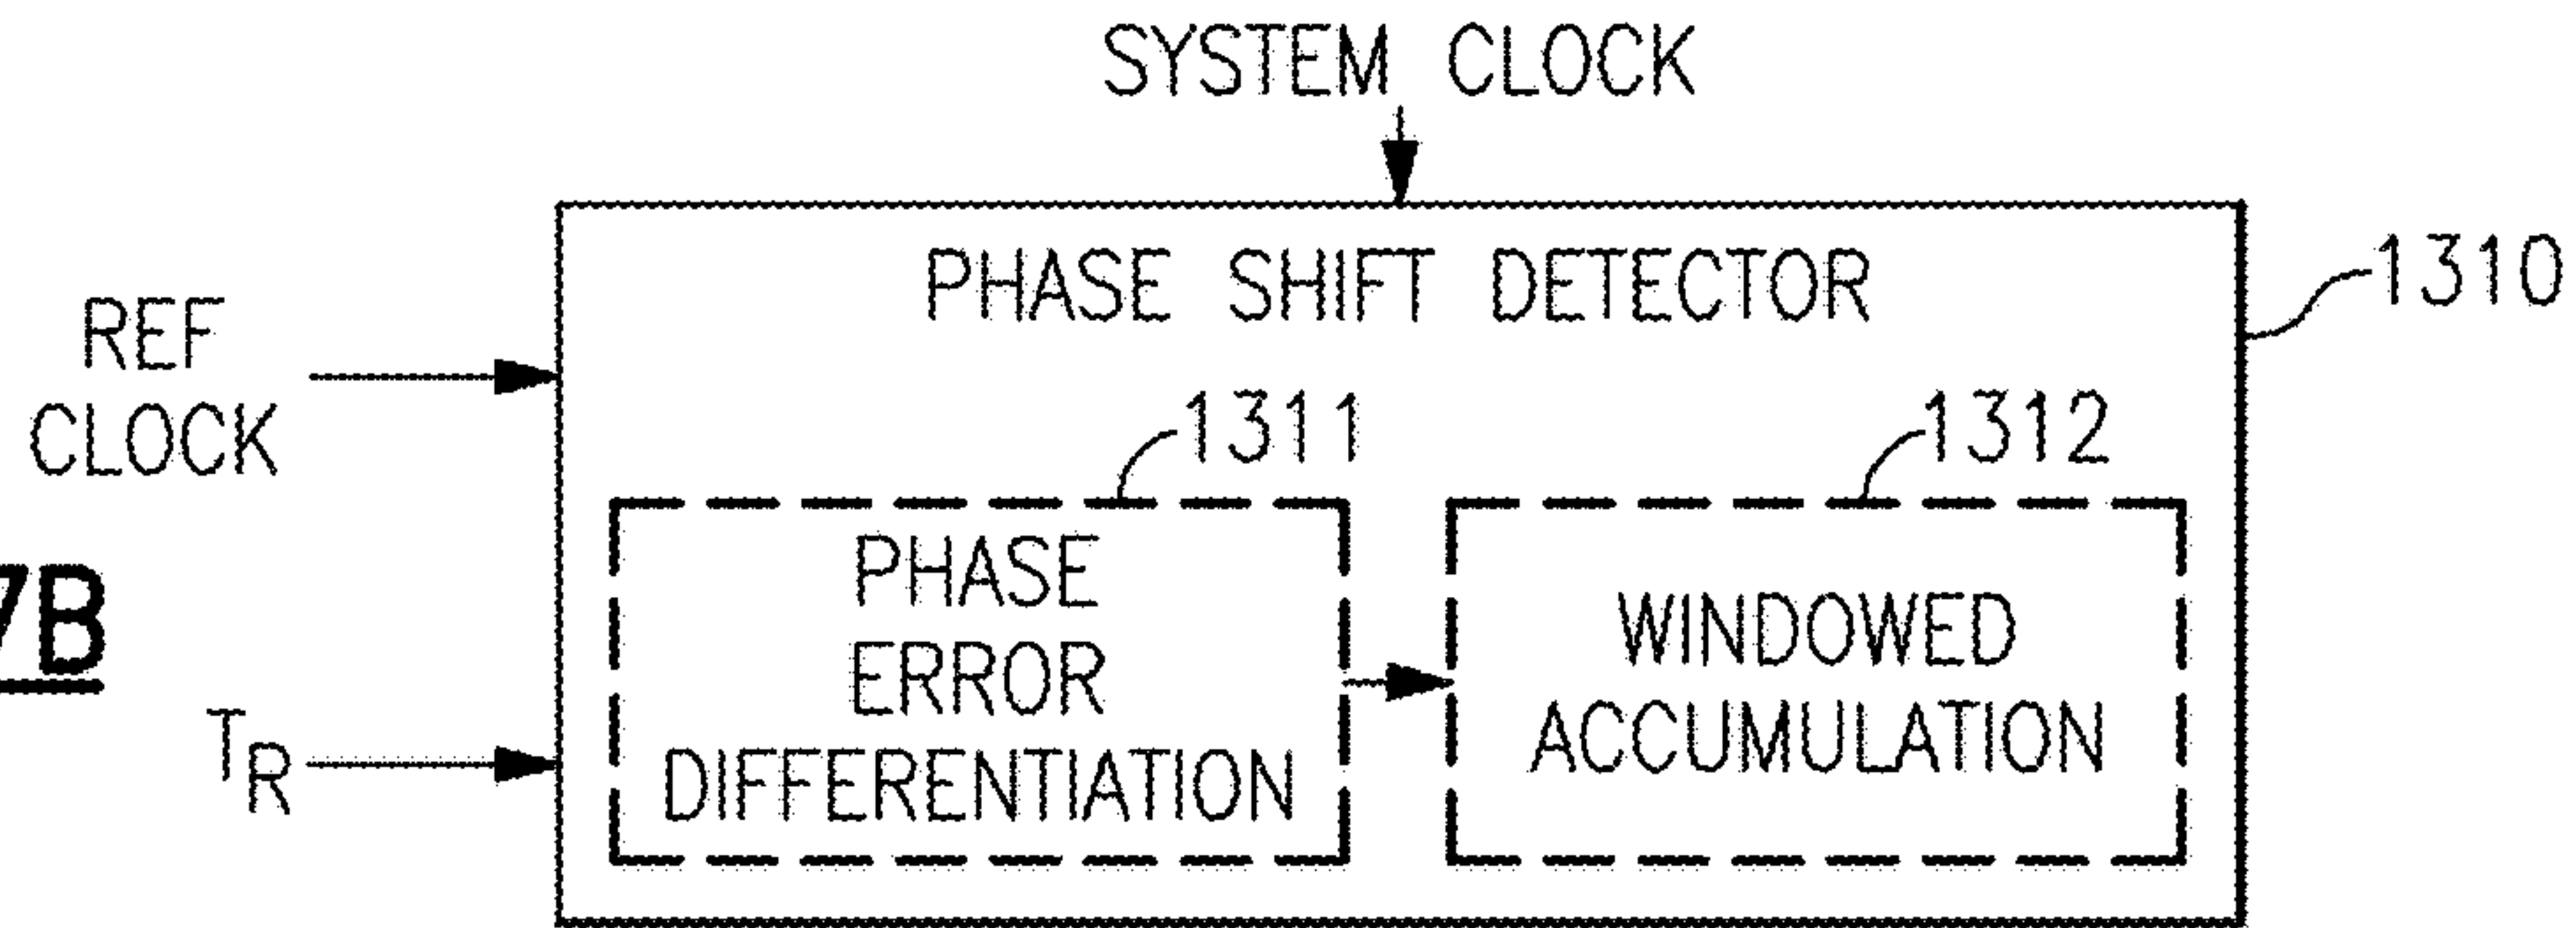 SYSTEM CLOCK
PHASE SHIFT DETECTOR
1310
REF
CLOCK
1311
1312
PHASE
ERROR
DIFFERENTIATION
WINDOWED
ACCUMULATION
7B
TR